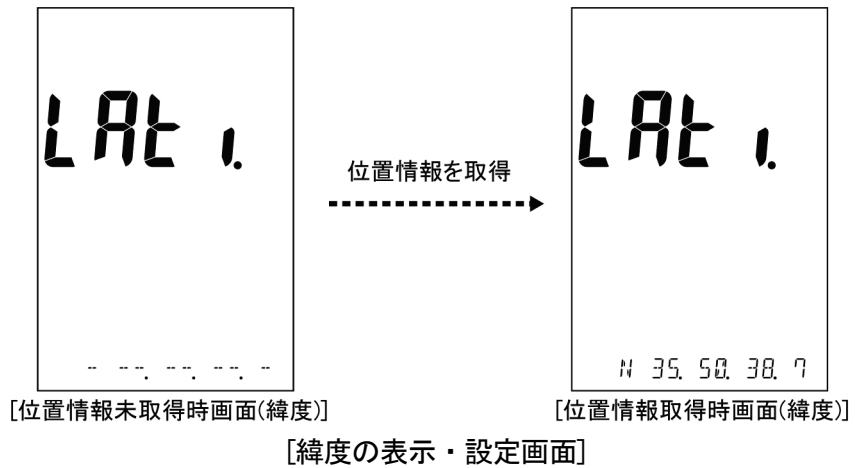 LAti.
位置情報を取得
LAti.
- --. --. --. -
N 35. 50. 38. 7
[位置情報未取得時画面(緯度)]
[位置情報取得時画面(緯度)]
[緯度の表示・設定画面]